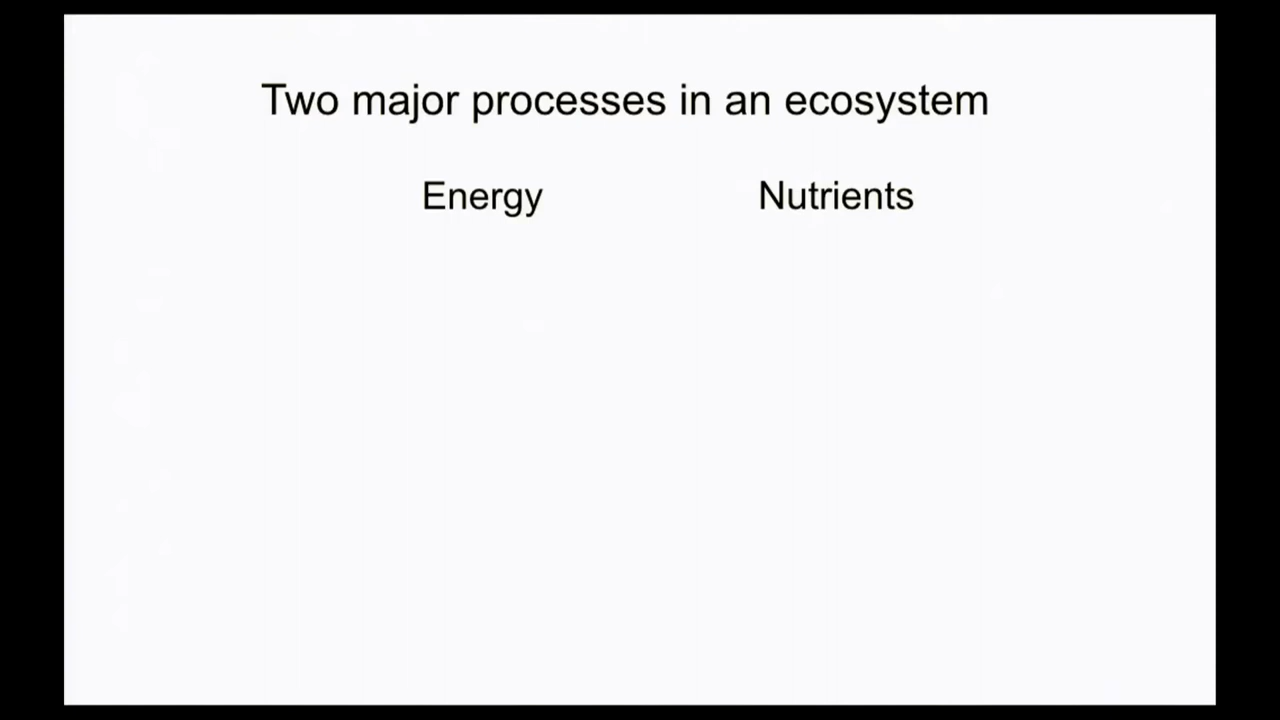 Two major processes in an ecosystem
Energy Nutrients